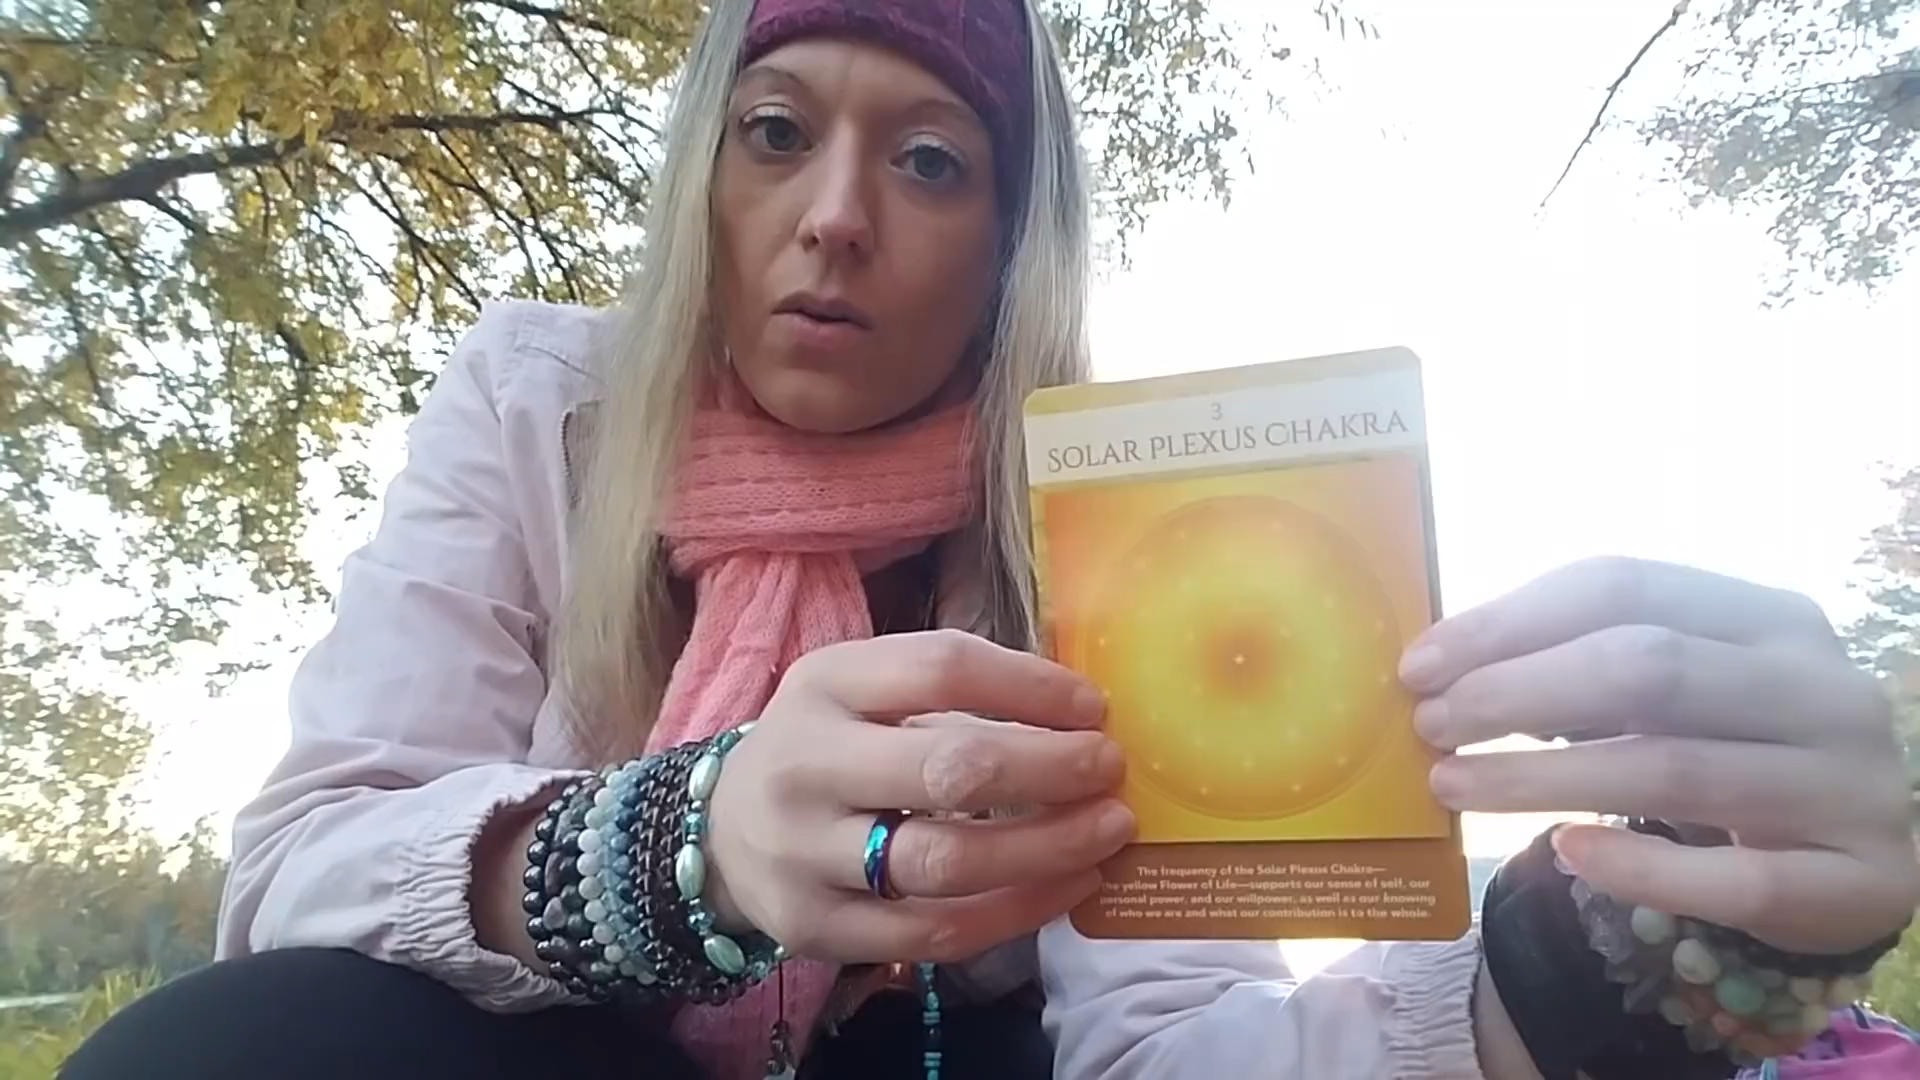 3
SOLAR PLEXUS CHAKRA
The frequency of the Solar Plexus Chakra—
the yellow Flower of Life—supports our sense of self, our
personal power, and our willpower, as well as our knowing
of who we are and what our contribution is to the whole.